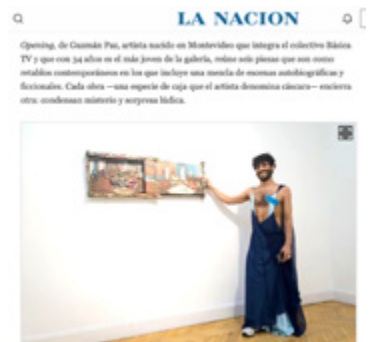 LA NACION
Opening, de Guzmán Paz, artista nacido en Montevideo que integra el colectivo Básica
TV y que con 34 años es el más joven de la galería, reúne seis piezas que son como
retablos contemporáneos en los que incluye una mezcla de escenas autobiográficas y
ficcionales. Cada obra —una especie de caja que el artista denomina cáscara— encierra
otra: condensan misterio y sorpresa lúdica.